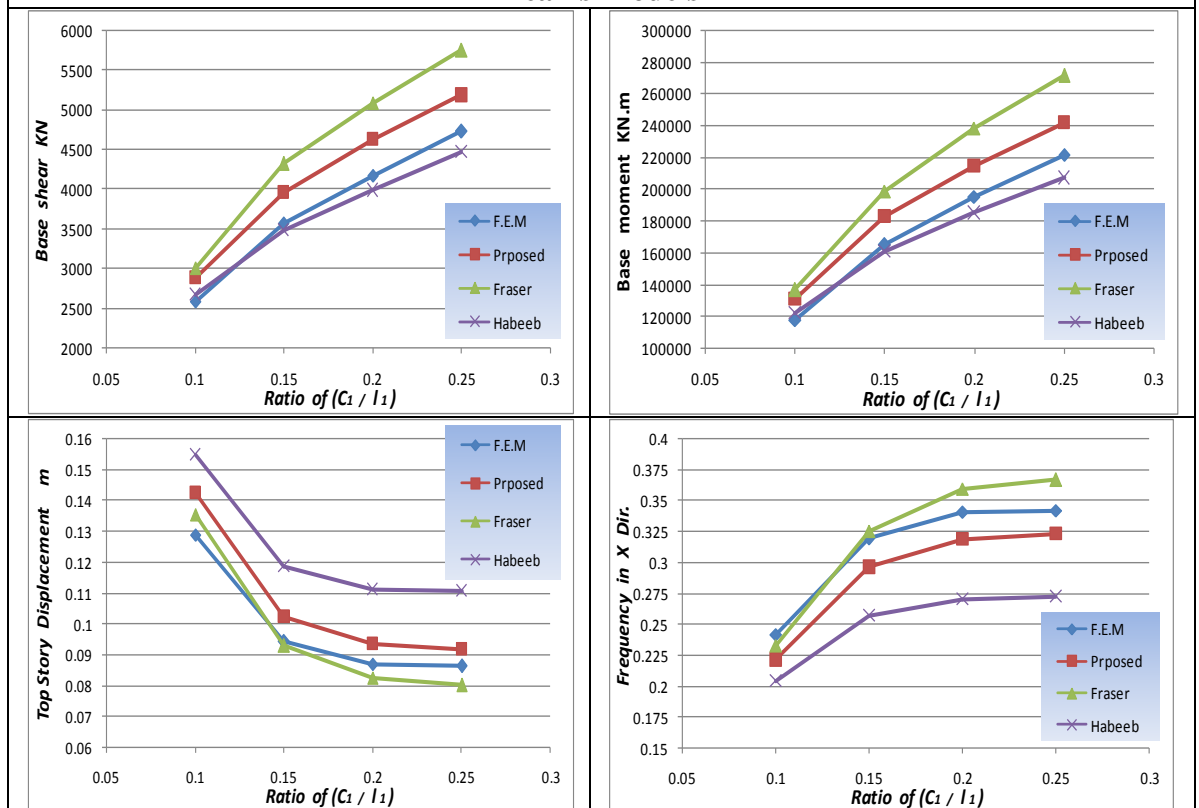 6000
5500
5000
4500
4000
3500
3000
2500
2000
Base shear KN
0.05 0.1 0.15 0.2 0.25 0.3
Ratio of (C1 / l1)
F.E.M
Prposed
Fraser
Habeeb
300000
280000
260000
240000
220000
200000
180000
160000
140000
120000
100000
Base moment KN.m
0.05 0.1 0.15 0.2 0.25 0.3
Ratio of (C1 / l1)
F.E.M
Prposed
Fraser
Habeeb
0.16
0.15
0.14
0.13
0.12
0.11
0.1
0.09
0.08
0.07
0.06
Top Story Displacement m
0.05 0.1 0.15 0.2 0.25 0.3
Ratio of (C1 / l1)
F.E.M
Prposed
Fraser
Habeeb
0.4
0.375
0.35
0.325
0.3
0.275
0.25
0.225
0.2
0.175
0.15
Frequency in X Dir.
0.05 0.1 0.15 0.2 0.25 0.3
Ratio of (C1 / l1)
F.E.M
Prposed
Fraser
Habeeb